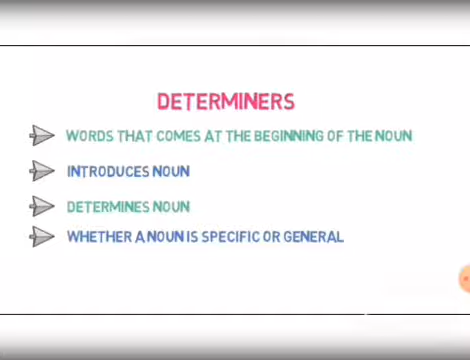 DETERMINERS
WORDS THAT COMES AT THE BEGINNING OF THE NOUN
INTRODUCES NOUN
DETERMINES NOUN
WHETHER A NOUN IS SPECIFIC OR GENERAL